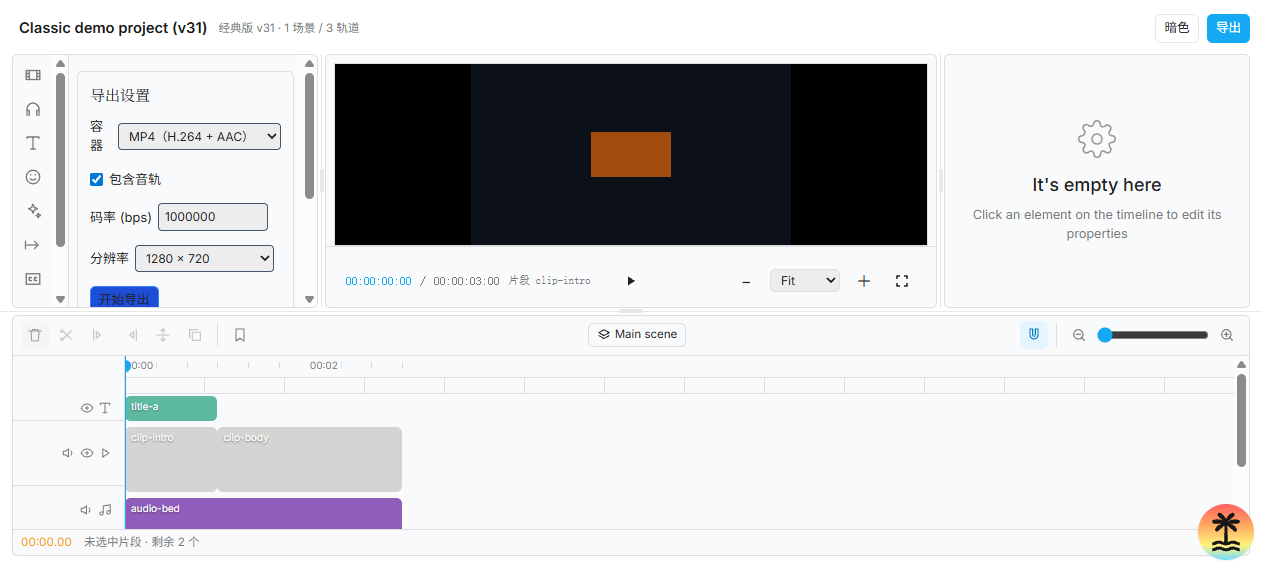 Classic demo project (v31) 经典版 v31 · 1 场景 / 3 轨道
暗色 导出
导出设置
容器
MP4（H.264 + AAC）
包含音轨
码率 (bps) 1000000
分辨率 1280 × 720
开始导出
00:00:00:00 / 00:00:03:00 片段 clip-intro
Fit
It's empty here
Click an element on the timeline to edit its
properties
Main scene
0:00 00:02
title-a
clip-intro clip-body
audio-bed
00:00.00 未选中片段 · 剩余 2 个